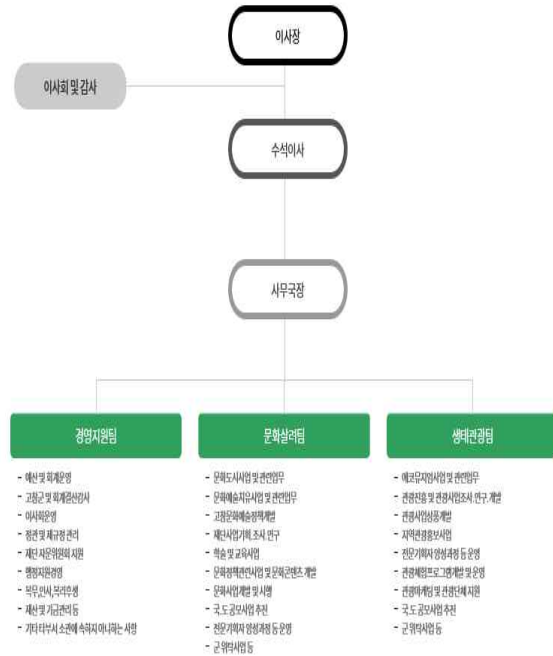 이사장
이사회 및 감사
수석이사
사무국장
경영지원팀
- 예산 및 회계운영
- 고창군 및 회계결산감사
- 이사회운영
- 정관 및 제규정 관리
- 재단 자문위원회 지원
- 행정지원경영
- 복무,인사,복리후생
- 재산 및 기금관리 등
- 기타 타부서 소관에 속하지 아니하는 사항
문화살려팀
- 문화도시사업 및 관련업무
- 문화예술치유사업 및 관련업무
- 고창문화예술정책개발
- 재단사업기획, 조사, 연구
- 학술 및 교육사업
- 문화정책관련사업 및 문화콘텐츠 개발
- 문화사업개발 및 시행
- 국,도 공모사업 추진
- 전문기획자 양성과정 등 운영
- 군 위탁사업 등
생태관광팀
- 에코뮤지엄사업 및 관련업무
- 관광진흥 및 관광사업조사, 연구, 개발
- 관광사업상품개발
- 지역관광홍보사업
- 전문기획자 양성과정 등 운영
- 관광체험프로그램개발 및 운영
- 관광마케팅 및 관광단체 지원
- 국,도 공모사업 추진
- 군 위탁사업 등